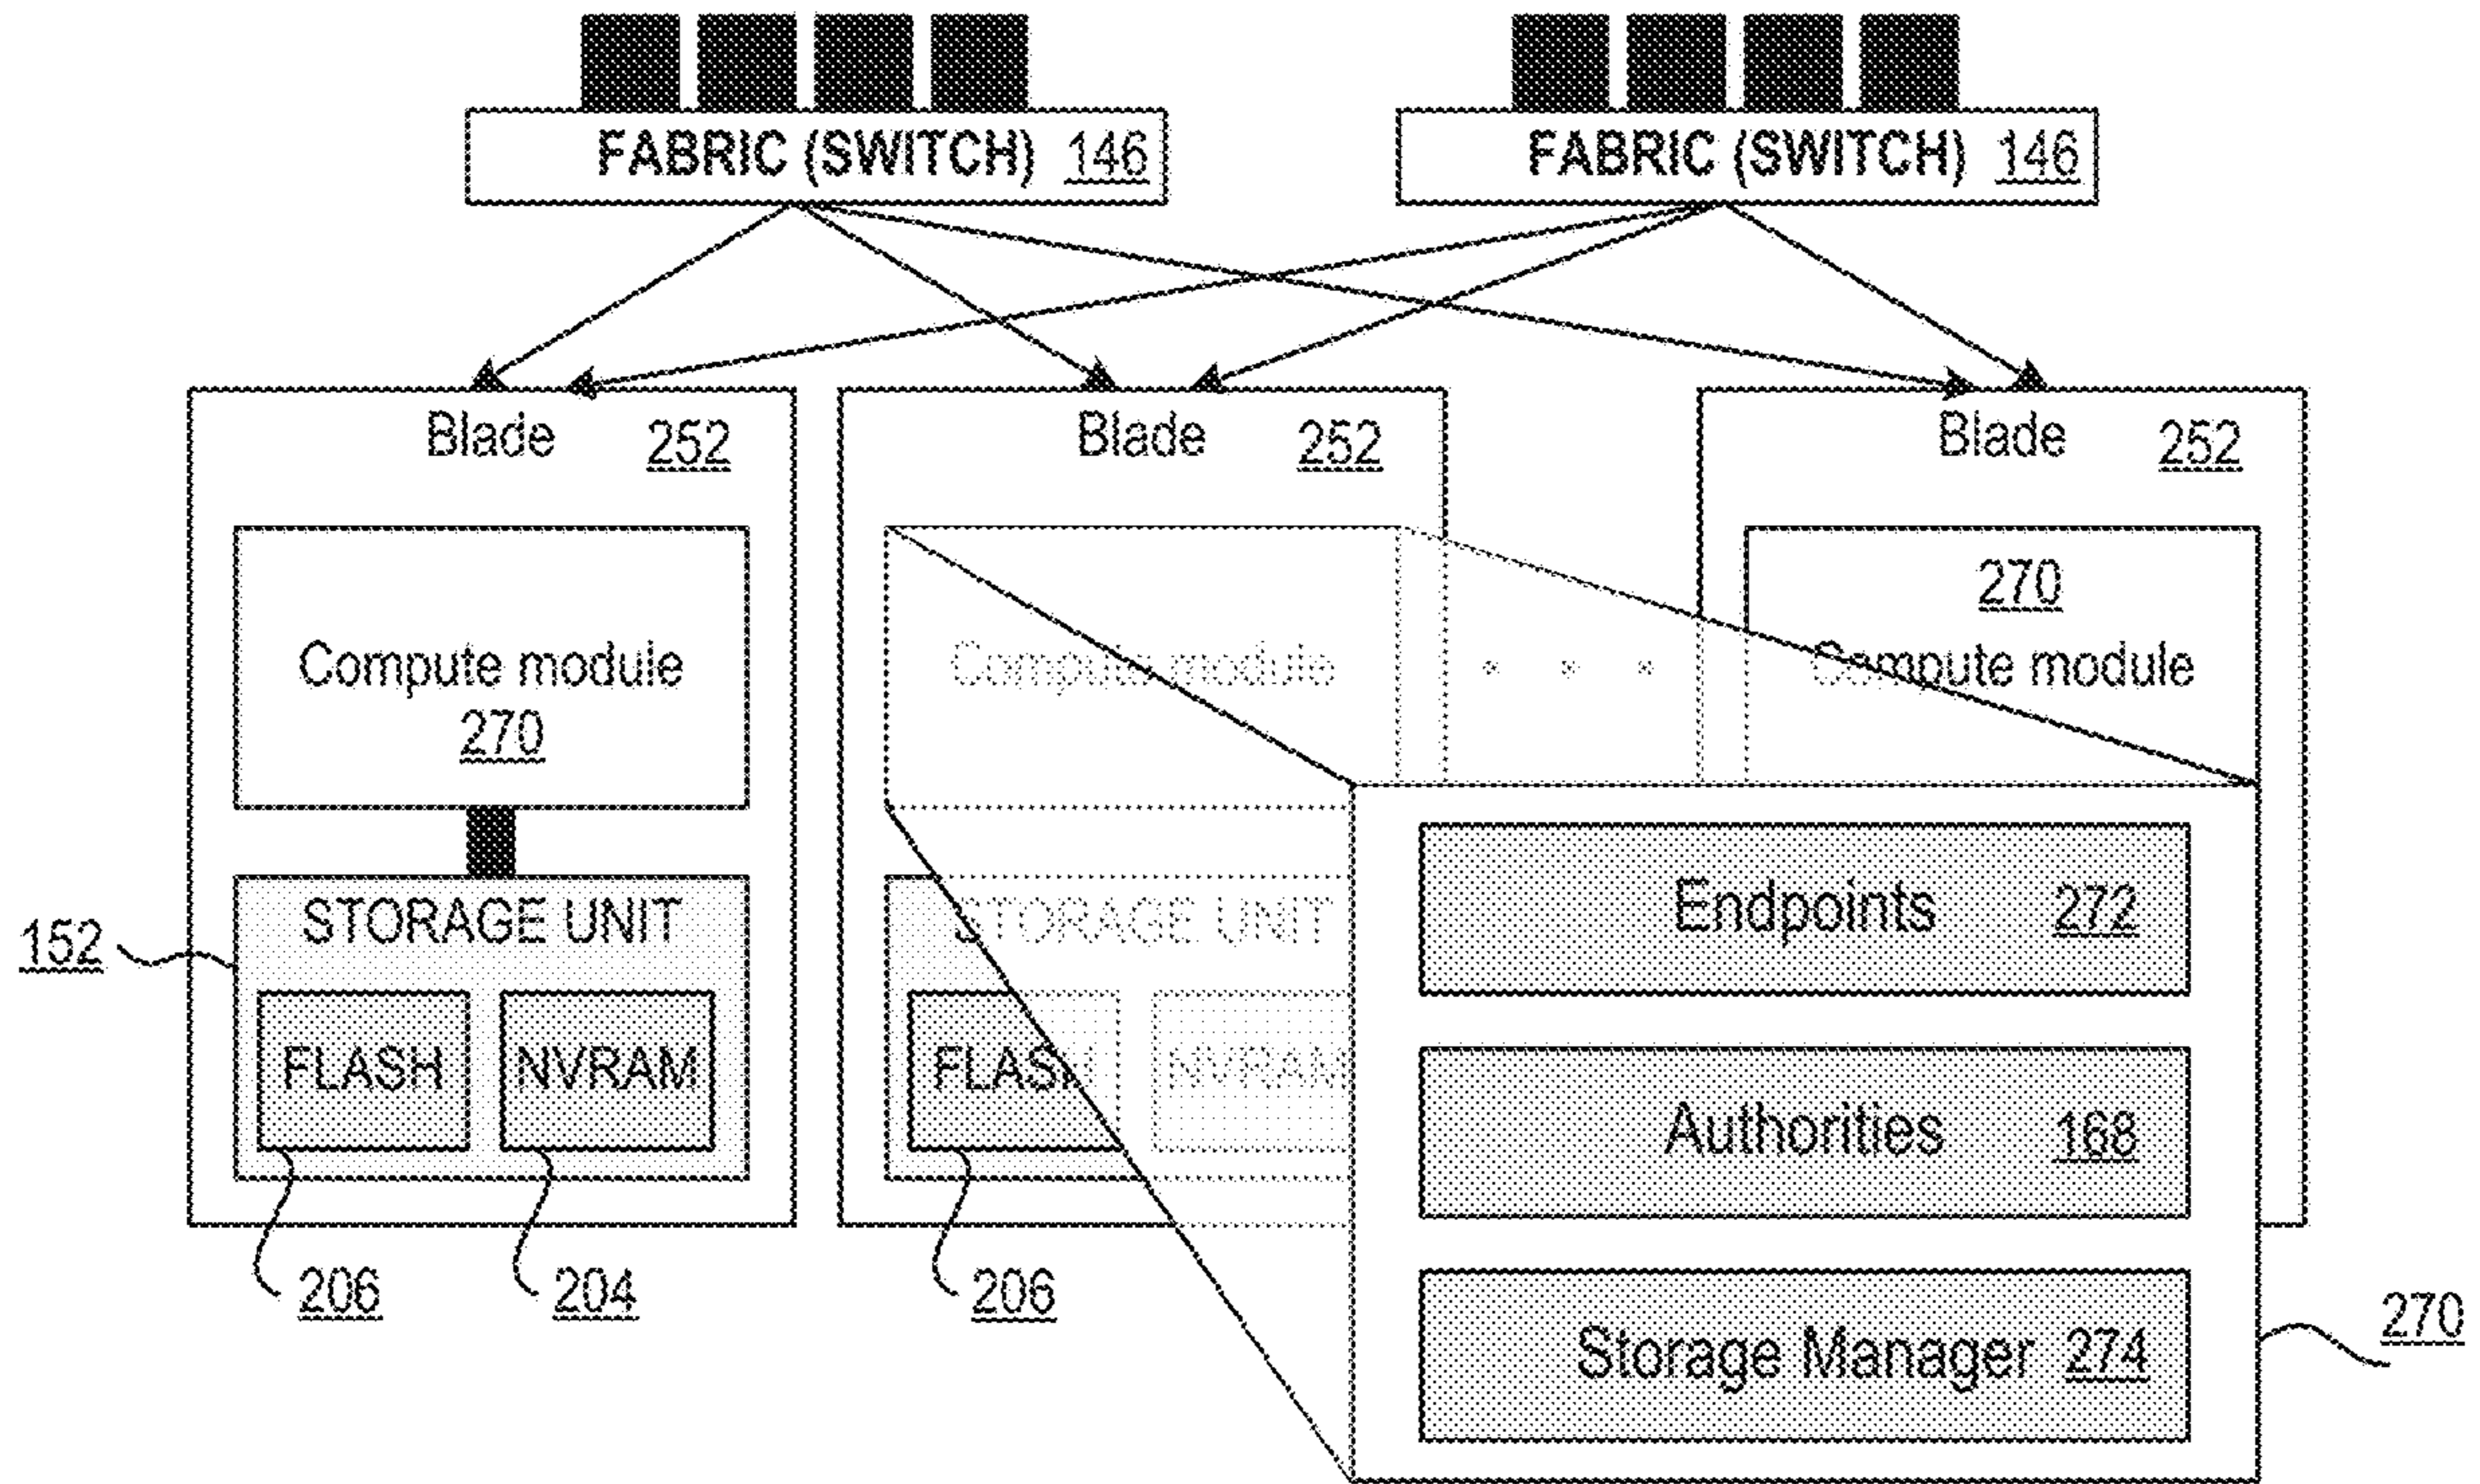 FABRIC (SWITCH) 146
FABRIC (SWITCH) 146
Blade 252
Compute module
270
152
STORAGE UNIT
FLASH
NVRAM
206
204
Blade 252
Compute module
. . .
STORAGE UNIT
FLASH
NVRAM
206
Blade 252
270
Compute module
Endpoints 272
Authorities 168
Storage Manager 274
270